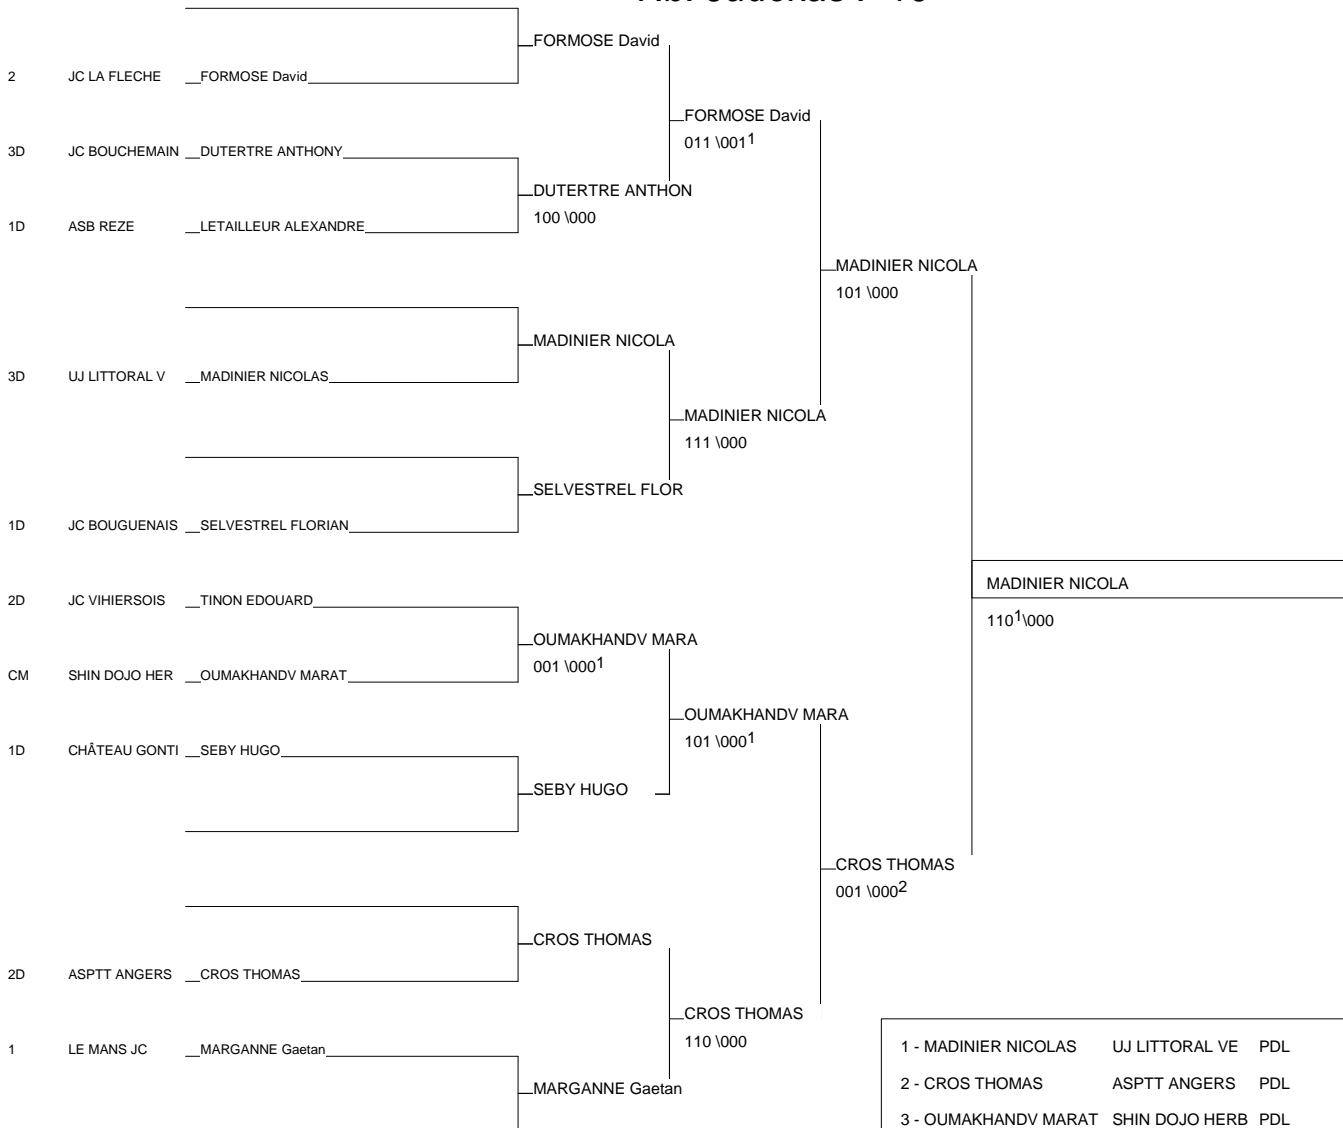 FORMOSE David
2 JC LA FLECHE FORMOSE David
FORMOSE David
011 \001 1
3D JC BOUCHEMAIN DUTERTRE ANTHONY
DUTERTRE ANTHON
100 \000
1D ASB REZE LETAILLEUR ALEXANDRE
MADINIER NICOLA
101 \000
MADINIER NICOLA
3D UJ LITTORAL V MADINIER NICOLAS
MADINIER NICOLA
111 \000
SELVESTREL FLOR
1D JC BOUGUENAIS SELVESTREL FLORIAN
MADINIER NICOLA
110 1\000
2D JC VIHIERSOIS TINON EDOUARD
OUMAKHANDV MARA
001 \000 1
CM SHIN DOJO HER OUMAKHANDV MARAT
OUMAKHANDV MARA
101 \000 1
1D CHÂTEAU GONTI SEBY HUGO
SEBY HUGO
CROS THOMAS
001 \000 2
CROS THOMAS
2D ASPTT ANGERS CROS THOMAS
CROS THOMAS
110 \000
1 LE MANS JC MARGANNE Gaetan
MARGANNE Gaetan
1 - MADINIER NICOLAS UJ LITTORAL VE PDL
2 - CROS THOMAS ASPTT ANGERS PDL
3 - OUMAKHANDV MARAT SHIN DOJO HERB PDL